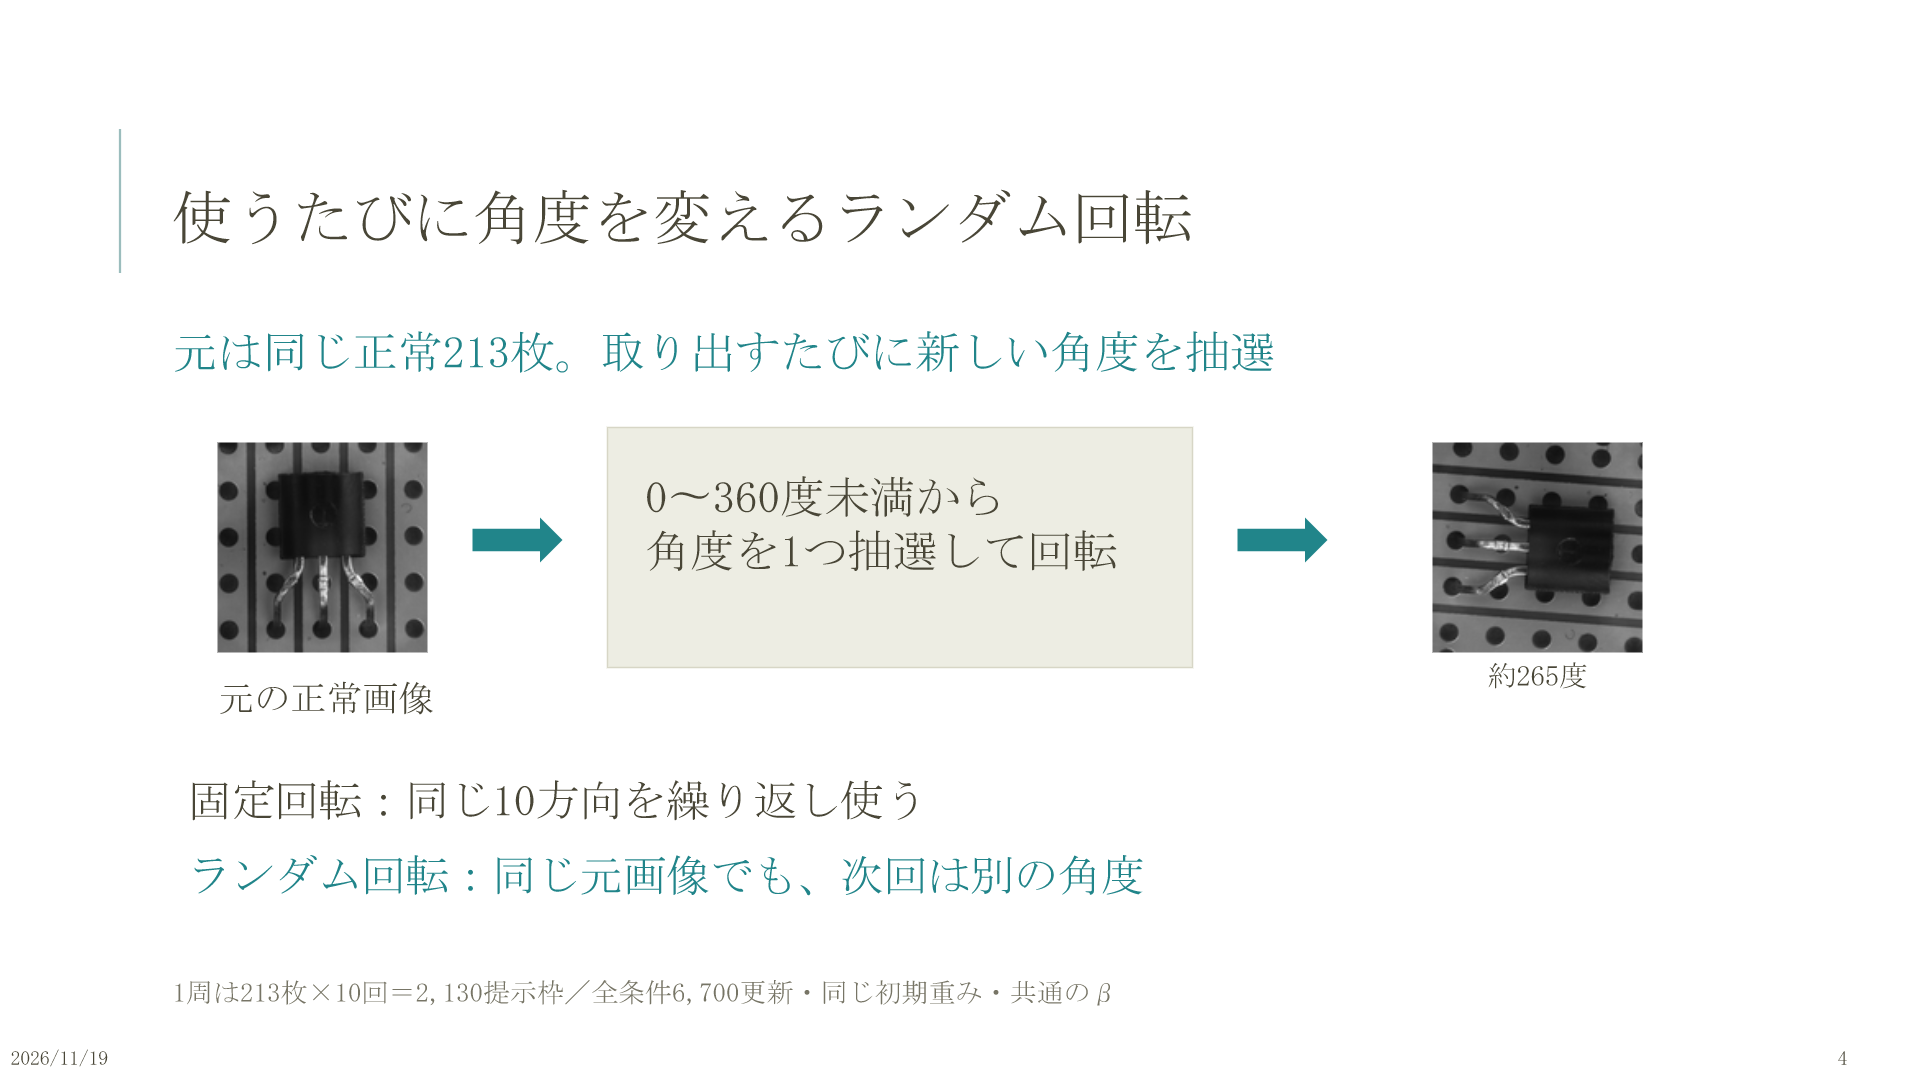 使うたびに角度を変えるランダム回転
元は同じ正常213枚。取り出すたびに新しい角度を抽選
0～360度未満から
角度を1つ抽選して回転
元の正常画像
約265度
固定回転：同じ10方向を繰り返し使う
ランダム回転：同じ元画像でも、次回は別の角度
1周は213枚×10回＝2,130提示枠／全条件6,700更新・同じ初期重み・共通のβ
2026/11/19
4